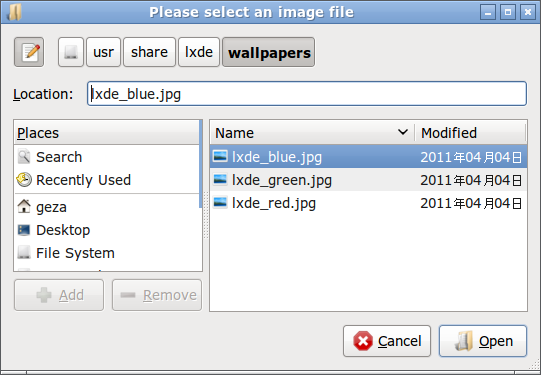 Please select an image file
usr share lxde wallpapers
Location: lxde_blue.jpg
Places
Search
Recently Used
geza
Desktop
File System
Add Remove
Name Modified
lxde_blue.jpg 2011年04月04日
lxde_green.jpg 2011年04月04日
lxde_red.jpg 2011年04月04日
Cancel Open